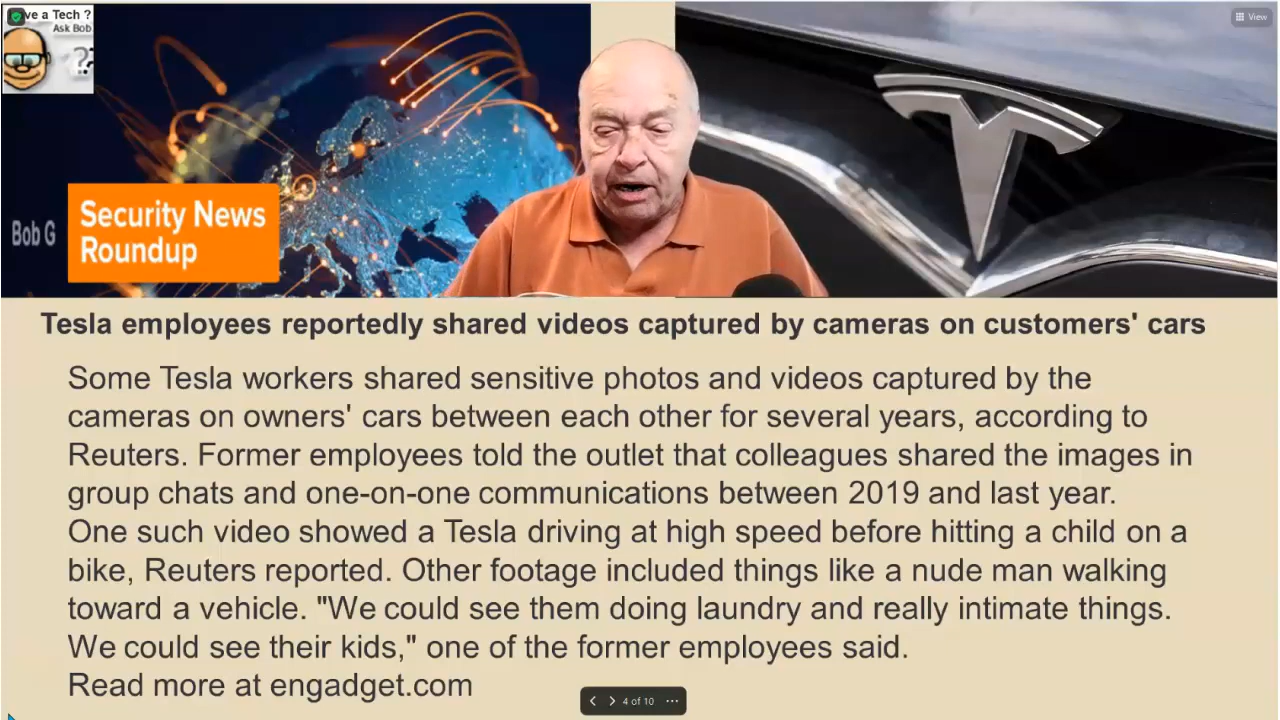 ve a Tech ?
Ask Bob
View
Bob G
Security News
Roundup
Tesla employees reportedly shared videos captured by cameras on customers' cars
Some Tesla workers shared sensitive photos and videos captured by the
cameras on owners' cars between each other for several years, according to
Reuters. Former employees told the outlet that colleagues shared the images in
group chats and one-on-one communications between 2019 and last year.
One such video showed a Tesla driving at high speed before hitting a child on a
bike, Reuters reported. Other footage included things like a nude man walking
toward a vehicle. "We could see them doing laundry and really intimate things.
We could see their kids," one of the former employees said.
Read more at engadget.com
4 of 10